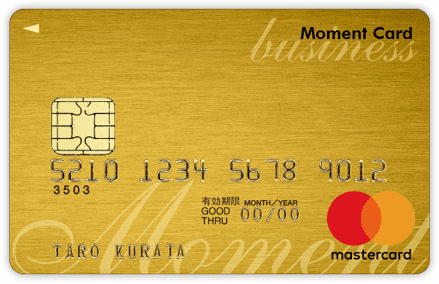 Moment Card
business
5210 1234 5678 9012
3503
有効期限 MONTH/YEAR
GOOD THRU 00/00
TARO KURATA
Moment
mastercard